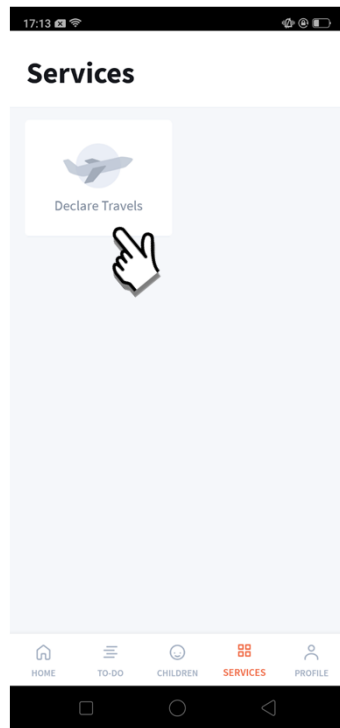 17:13
Services
Declare Travels
HOME TO-DO CHILDREN SERVICES PROFILE